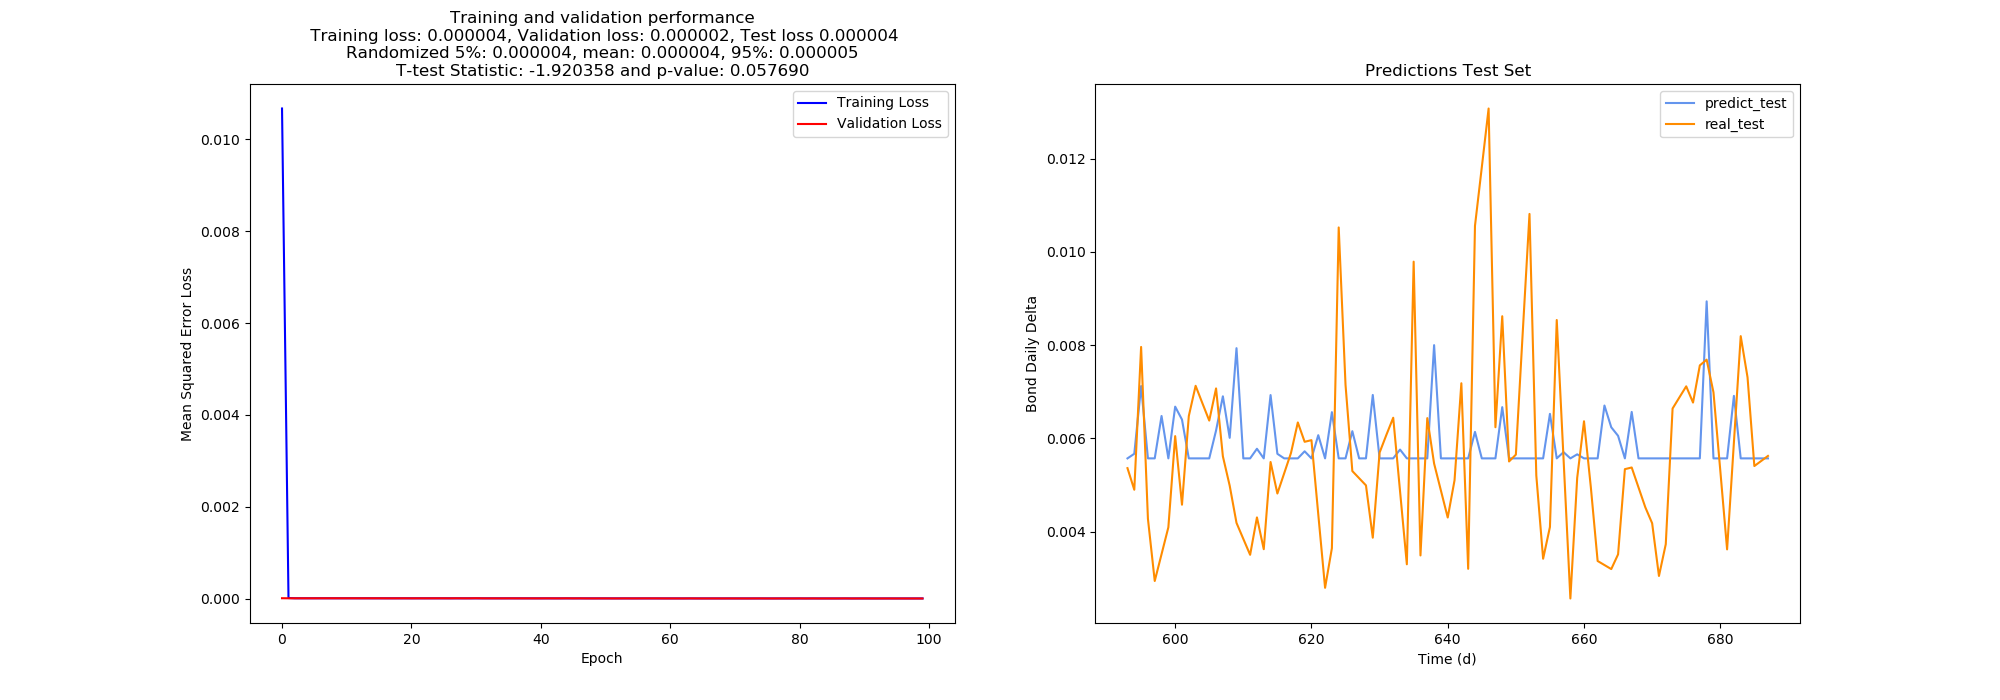 Training and validation performance
Training loss: 0.000004, Validation loss: 0.000002, Test loss 0.000004
Randomized 5%: 0.000004, mean: 0.000004, 95%: 0.000005
T-test Statistic: -1.920358 and p-value: 0.057690
Training Loss
Validation Loss
0.010
0.008
0.006
0.004
0.002
0.000
Mean Squared Error Loss
0
20
40
60
80
100
Epoch
Predictions Test Set
predict_test
real_test
0.012
0.010
0.008
0.006
0.004
Bond Daily Delta
600
620
640
660
680
Time (d)